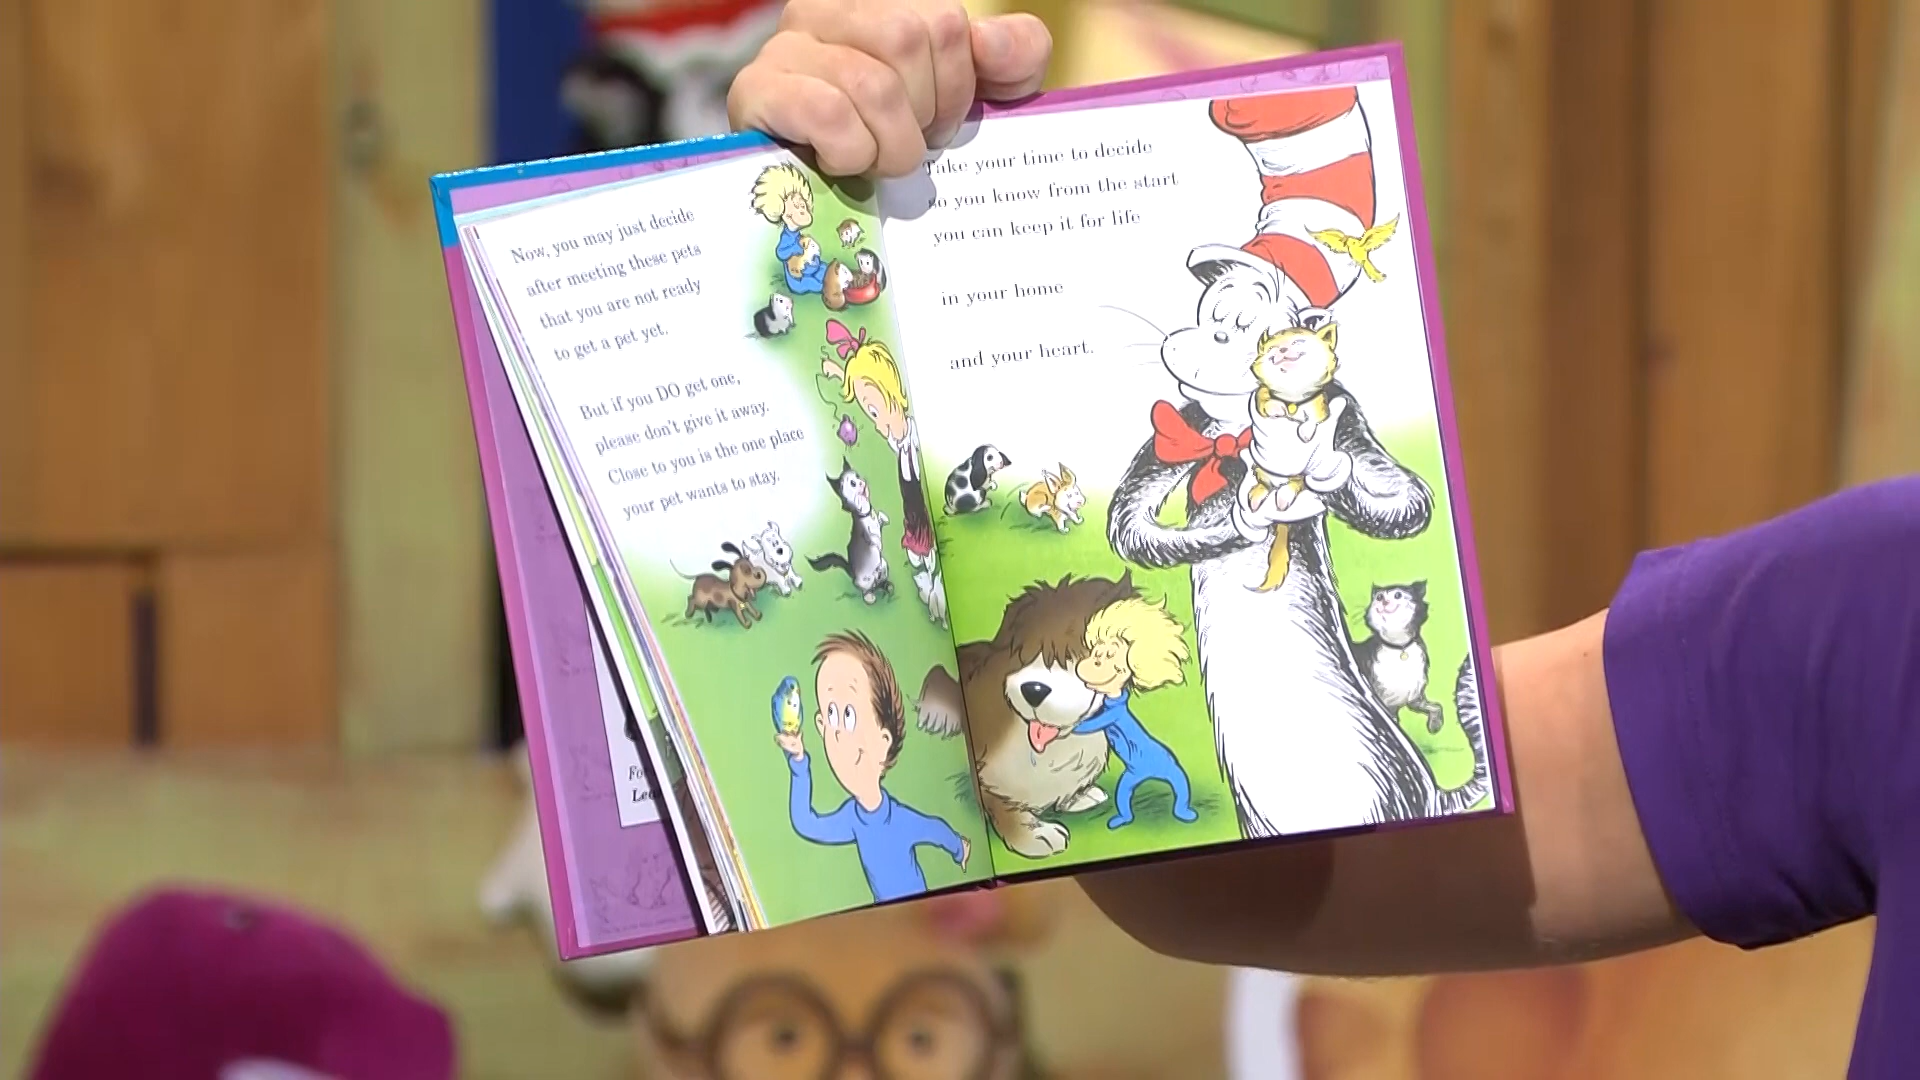 Now, you may just decide
after meeting these pets
that you are not ready
to get a pet yet.
But if you DO get one,
please don't give it away.
Close to you is the one place
your pet wants to stay.
Take your time to decide
so you know from the start
you can keep it for life
in your home
and your heart.